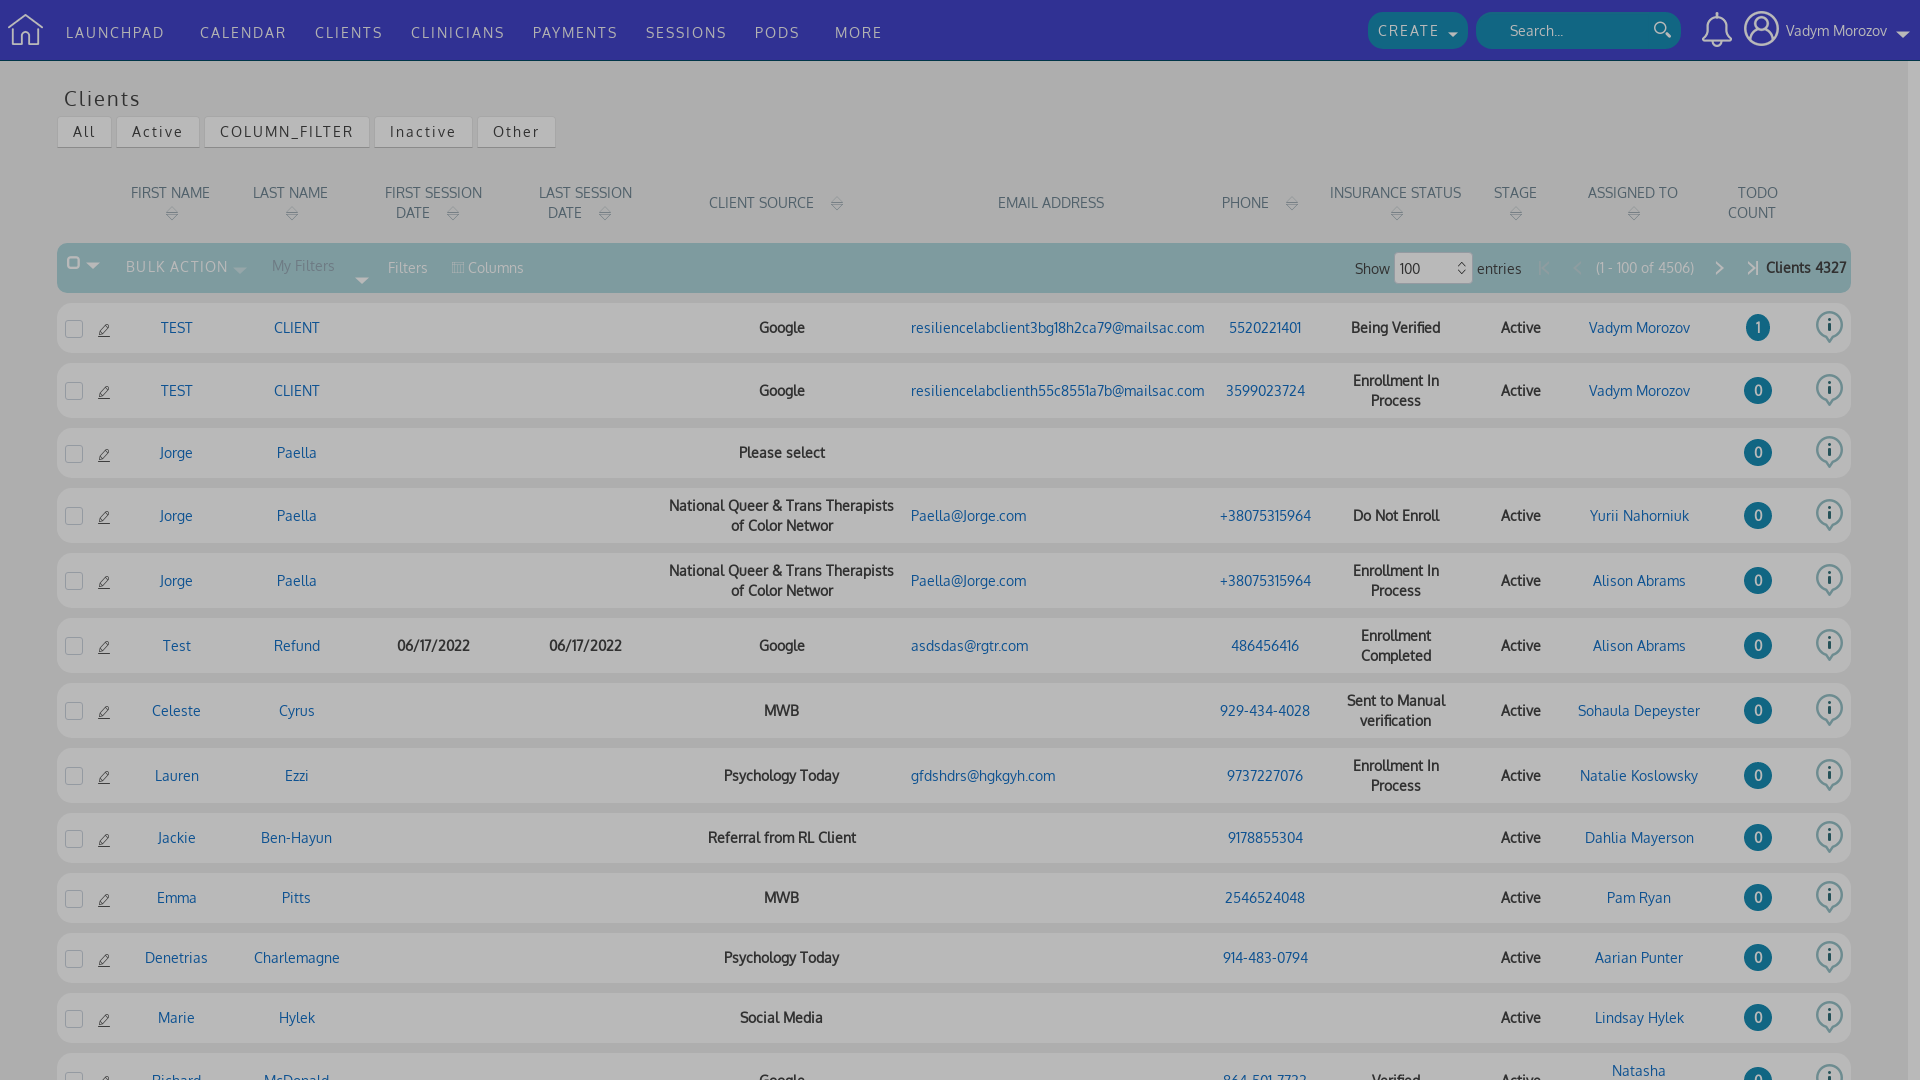 LAUNCHPAD CALENDAR CLIENTS CLINICIANS PAYMENTS SESSIONS PODS MORE CREATE Search... Vadym Morozov
Clients
All Active COLUMN_FILTER Inactive Other
FIRST NAME LAST NAME FIRST SESSION DATE LAST SESSION DATE CLIENT SOURCE EMAIL ADDRESS PHONE INSURANCE STATUS STAGE ASSIGNED TO TODO COUNT
BULK ACTION My Filters Filters Columns Show 100 entries (1 - 100 of 4506) Clients 4327
TEST CLIENT Google resiliencelabclient3bg18h2ca79@mailsac.com 5520221401 Being Verified Active Vadym Morozov 1
TEST CLIENT Google resiliencelabclienth55c8551a7b@mailsac.com 3599023724 Enrollment In Process Active Vadym Morozov 0
Jorge Paella Please select 0
Jorge Paella National Queer & Trans Therapists of Color Networ Paella@Jorge.com +38075315964 Do Not Enroll Active Yurii Nahorniuk 0
Jorge Paella National Queer & Trans Therapists of Color Networ Paella@Jorge.com +38075315964 Enrollment In Process Active Alison Abrams 0
Test Refund 06/17/2022 06/17/2022 Google asdsdas@rgtr.com 486456416 Enrollment Completed Active Alison Abrams 0
Celeste Cyrus MWB 929-434-4028 Sent to Manual verification Active Sohaula Depeyster 0
Lauren Ezzi Psychology Today gfdshdrs@hgkgyh.com 9737227076 Enrollment In Process Active Natalie Koslowsky 0
Jackie Ben-Hayun Referral from RL Client 9178855304 Active Dahlia Mayerson 0
Emma Pitts MWB 2546524048 Active Pam Ryan 0
Denetrias Charlemagne Psychology Today 914-483-0794 Active Aarian Punter 0
Marie Hylek Social Media Active Lindsay Hylek 0
Richard McDonald Google 864-501-7722 Verified Active Natasha 0